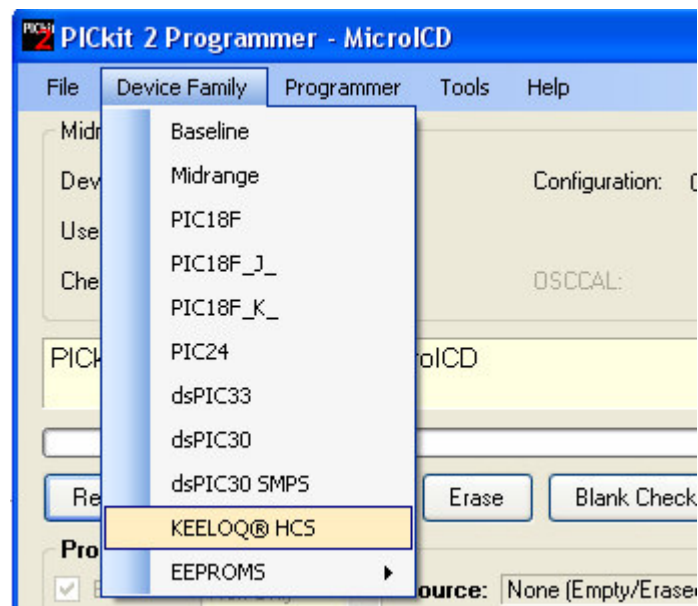 PICkit 2 Programmer - MicroICD
File Device Family Programmer Tools Help
Baseline
Midrange
PIC18F
PIC18F_J_
PIC18F_K_
PIC24
dsPIC33
dsPIC30
dsPIC30 SMPS
KEELOQ® HCS
EEPROMS
Configuration:
OSCCAL:
Erase Blank Check
None (Empty/Erase